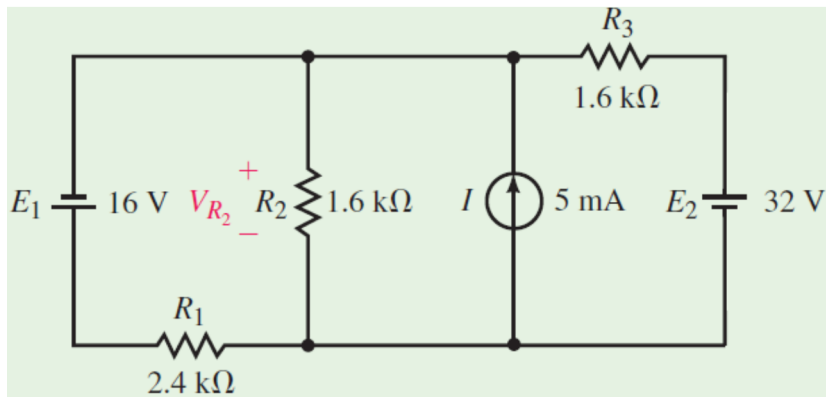 R3
1.6 kΩ
E1 16 V
+
VR2
−
R2 1.6 kΩ
I 5 mA
E2 32 V
R1
2.4 kΩ